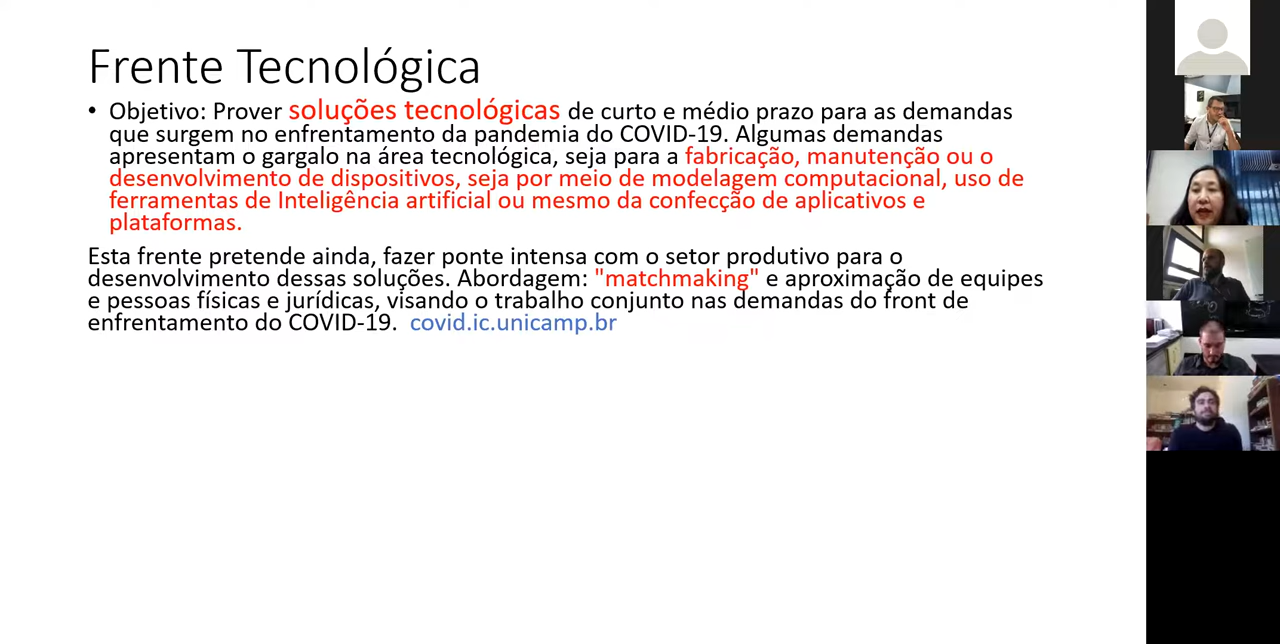 Frente Tecnológica
• Objetivo: Prover soluções tecnológicas de curto e médio prazo para as demandas
que surgem no enfrentamento da pandemia do COVID-19. Algumas demandas
apresentam o gargalo na área tecnológica, seja para a fabricação, manutenção ou o
desenvolvimento de dispositivos, seja por meio de modelagem computacional, uso de
ferramentas de Inteligência artificial ou mesmo da confecção de aplicativos e
plataformas.
Esta frente pretende ainda, fazer ponte intensa com o setor produtivo para o
desenvolvimento dessas soluções. Abordagem: "matchmaking" e aproximação de equipes
e pessoas físicas e jurídicas, visando o trabalho conjunto nas demandas do front de
enfrentamento do COVID-19. covid.ic.unicamp.br